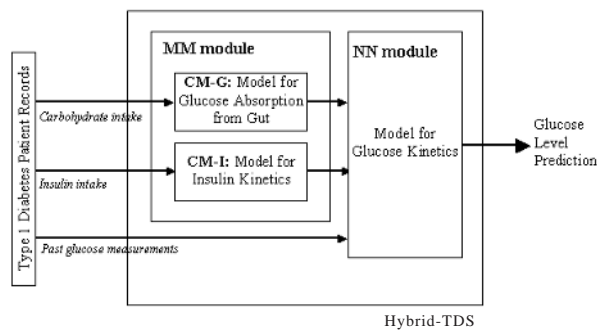 MM module
NN module
CM-G: Model for
Glucose Absorption
from Gut
CM-I: Model for
Insulin Kinetics
Model for
Glucose Kinetics
Type 1 Diabetes Patient Records
Carbohydrate intake
Insulin intake
Past glucose measurements
Glucose
Level
Prediction
Hybrid-TDS